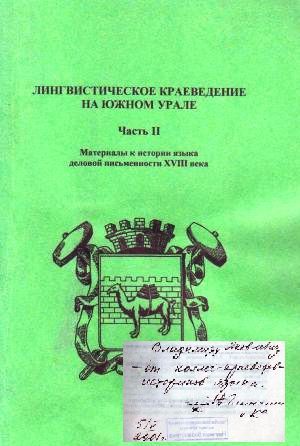 ЛИНГВИСТИЧЕСКОЕ КРАЕВЕДЕНИЕ
НА ЮЖНОМ УРАЛЕ
Часть II
Материалы к истории языка
деловой письменности XVIII века
Владимиру Яковлевичу
- от коллег-краеведов-
историков языка.